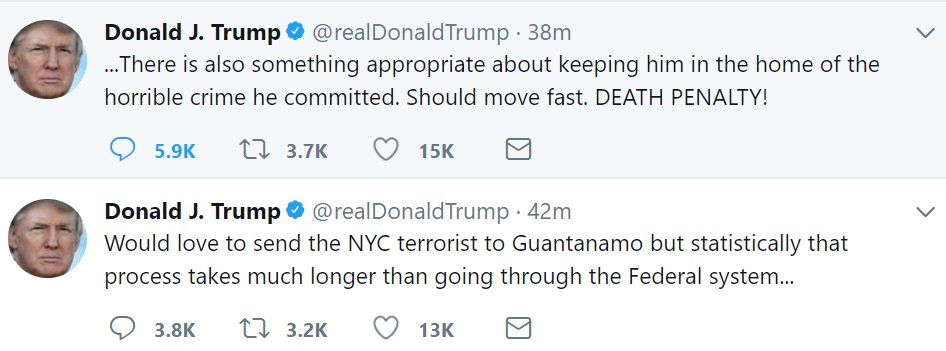 Donald J. Trump @realDonaldTrump · 38m
...There is also something appropriate about keeping him in the home of the
horrible crime he committed. Should move fast. DEATH PENALTY!
5.9K 3.7K 15K
Donald J. Trump @realDonaldTrump · 42m
Would love to send the NYC terrorist to Guantanamo but statistically that
process takes much longer than going through the Federal system...
3.8K 3.2K 13K